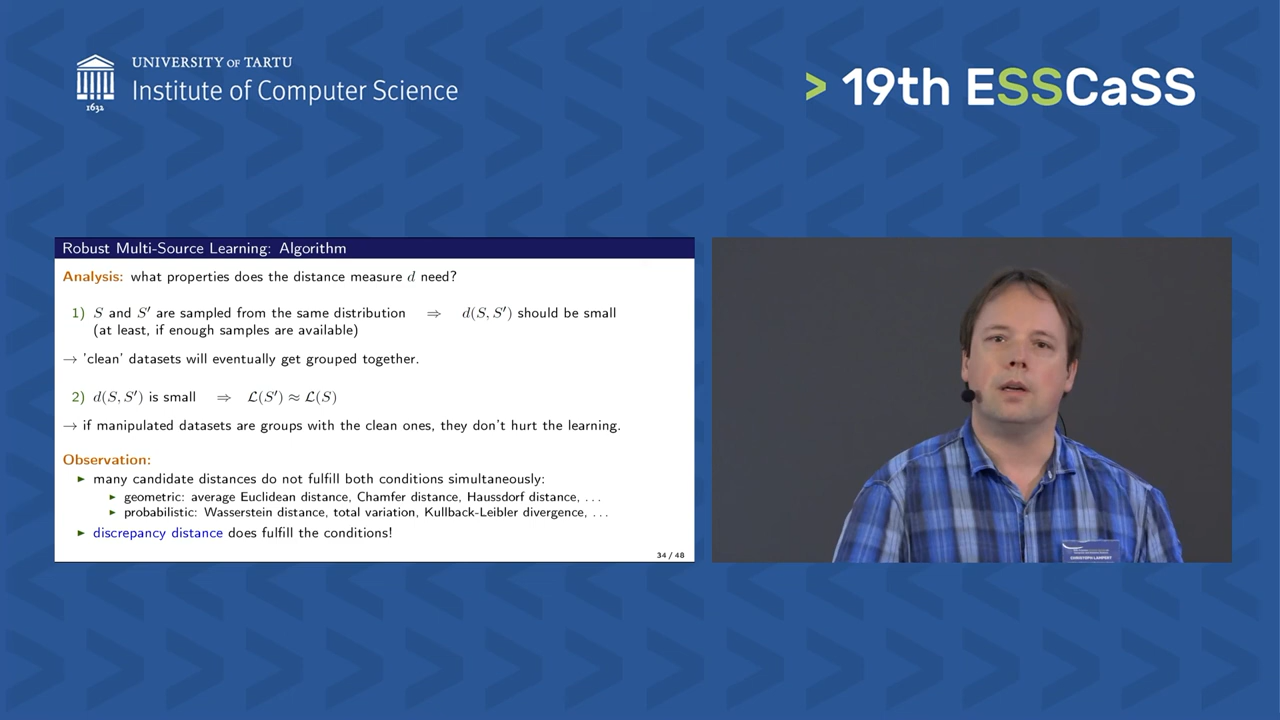 UNIVERSITY OF TARTU
Institute of Computer Science
1632
> 19th ESSCaSS
Robust Multi-Source Learning: Algorithm
Analysis: what properties does the distance measure d need?
1) S and S′ are sampled from the same distribution ⇒ d(S, S′) should be small
(at least, if enough samples are available)
→ 'clean' datasets will eventually get grouped together.
2) d(S, S′) is small ⇒ ℒ(S′) ≈ ℒ(S)
→ if manipulated datasets are groups with the clean ones, they don't hurt the learning.
Observation:
▶ many candidate distances do not fulfill both conditions simultaneously:
▶ geometric: average Euclidean distance, Chamfer distance, Haussdorf distance, . . .
▶ probabilistic: Wasserstein distance, total variation, Kullback-Leibler divergence, . . .
▶ discrepancy distance does fulfill the conditions!
34 / 48
CHRISTOPH LAMPERT